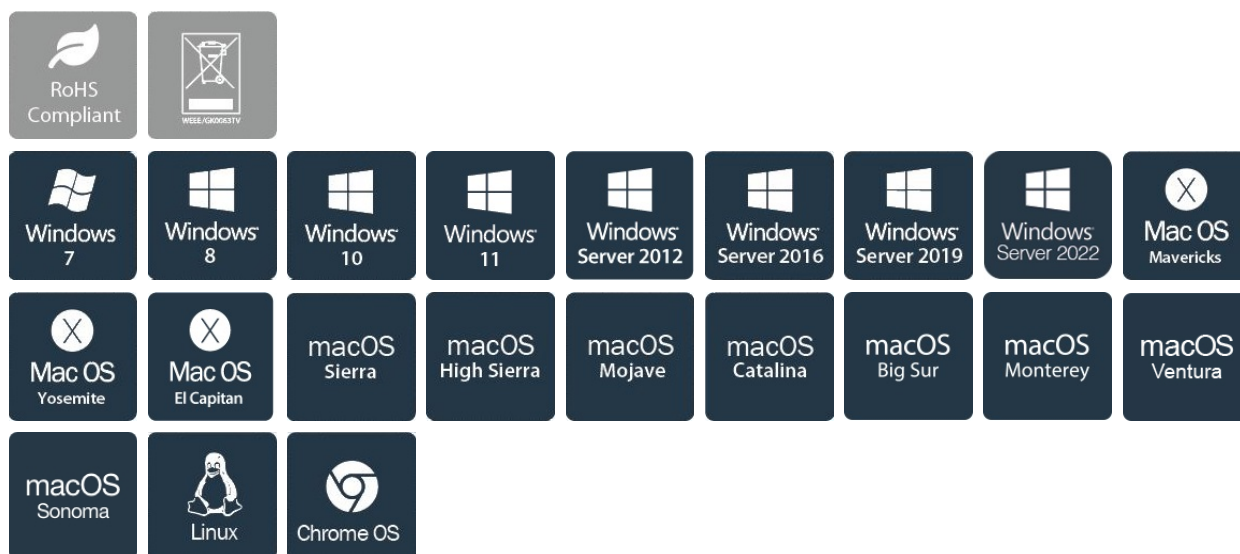 RoHS
Compliant
WEEE/GK0063TV
Windows
7
Windows
8
Windows
10
Windows
11
Windows
Server 2012
Windows
Server 2016
Windows
Server 2019
Windows
Server 2022
X
Mac OS
Mavericks
X
Mac OS
Yosemite
X
Mac OS
El Capitan
macOS
Sierra
macOS
High Sierra
macOS
Mojave
macOS
Catalina
macOS
Big Sur
macOS
Monterey
macOS
Ventura
macOS
Sonoma
Linux
Chrome OS